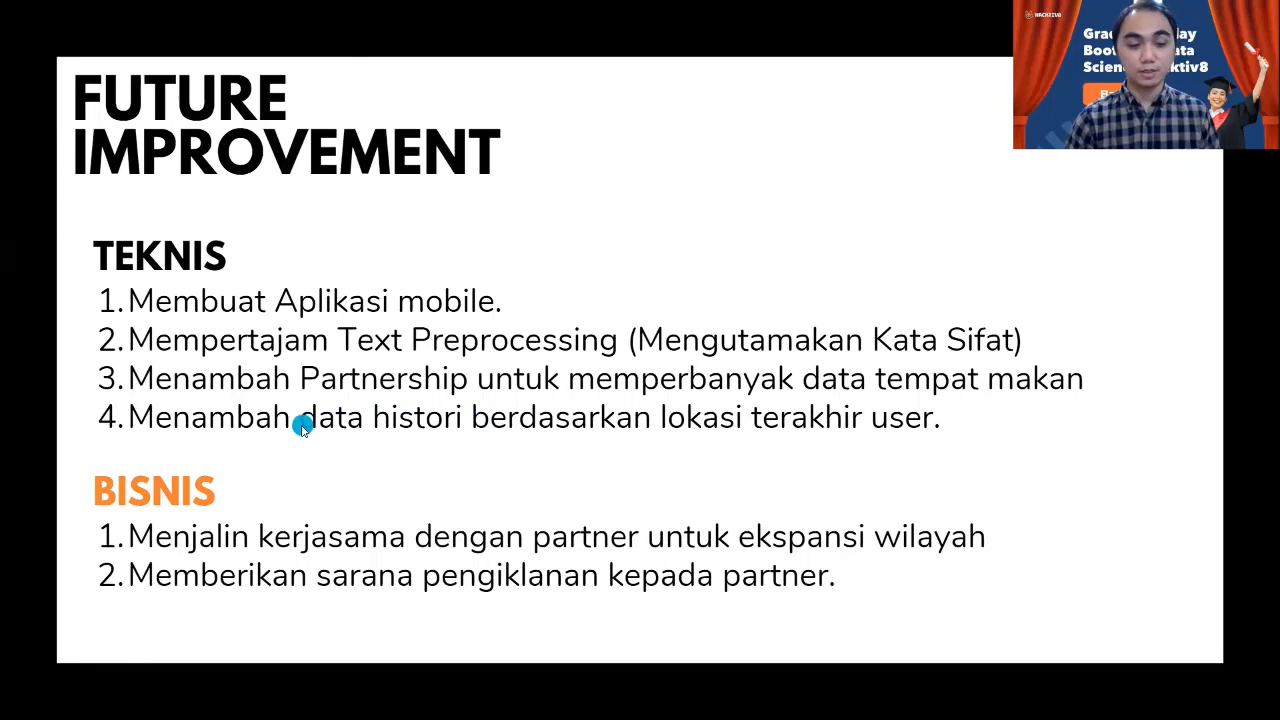 FUTURE
IMPROVEMENT
TEKNIS
1. Membuat Aplikasi mobile.
2. Mempertajam Text Preprocessing (Mengutamakan Kata Sifat)
3. Menambah Partnership untuk memperbanyak data tempat makan
4. Menambah data histori berdasarkan lokasi terakhir user.
BISNIS
1. Menjalin kerjasama dengan partner untuk ekspansi wilayah
2. Memberikan sarana pengiklanan kepada partner.
HACKTIV8